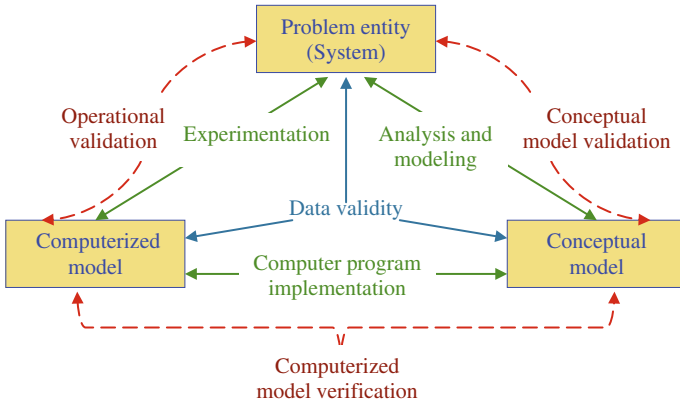 Problem entity
(System)
Operational
validation
Experimentation
Analysis and
modeling
Conceptual
model validation
Data validity
Computerized
model
Computer program
implementation
Conceptual
model
Computerized
model verification